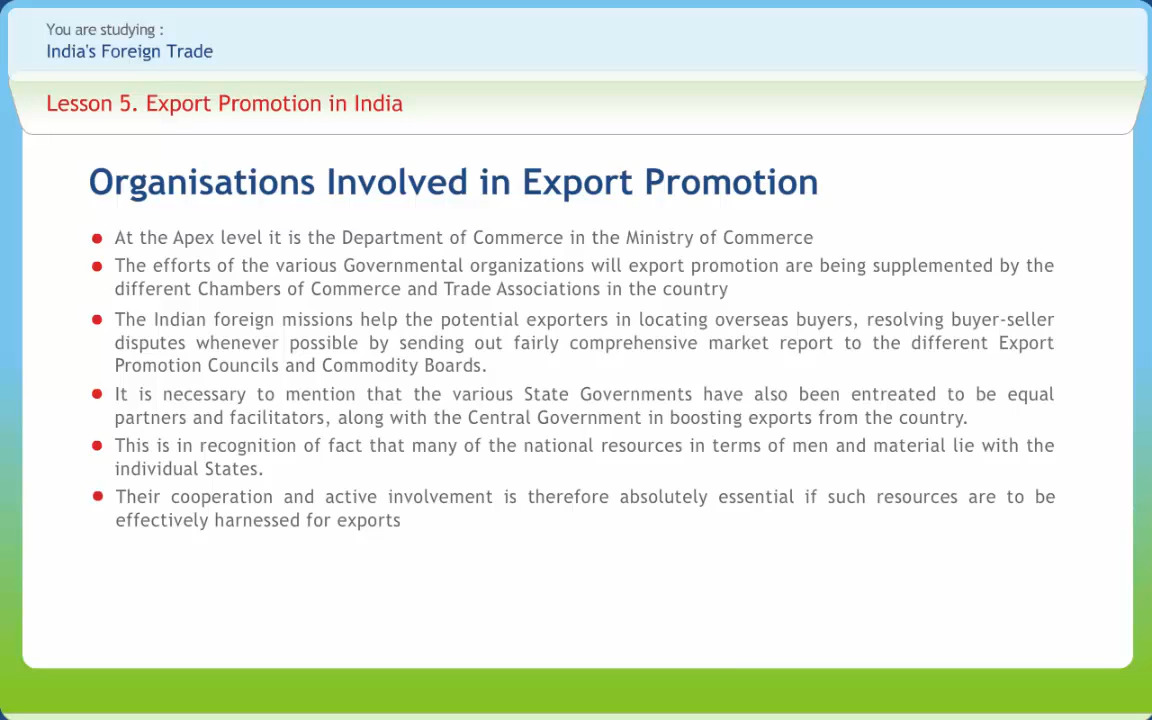 You are studying :
India's Foreign Trade
Lesson 5. Export Promotion in India
Organisations Involved in Export Promotion
At the Apex level it is the Department of Commerce in the Ministry of Commerce
The efforts of the various Governmental organizations will export promotion are being supplemented by the
different Chambers of Commerce and Trade Associations in the country
The Indian foreign missions help the potential exporters in locating overseas buyers, resolving buyer-seller
disputes whenever possible by sending out fairly comprehensive market report to the different Export
Promotion Councils and Commodity Boards.
It is necessary to mention that the various State Governments have also been entreated to be equal
partners and facilitators, along with the Central Government in boosting exports from the country.
This is in recognition of fact that many of the national resources in terms of men and material lie with the
individual States.
Their cooperation and active involvement is therefore absolutely essential if such resources are to be
effectively harnessed for exports